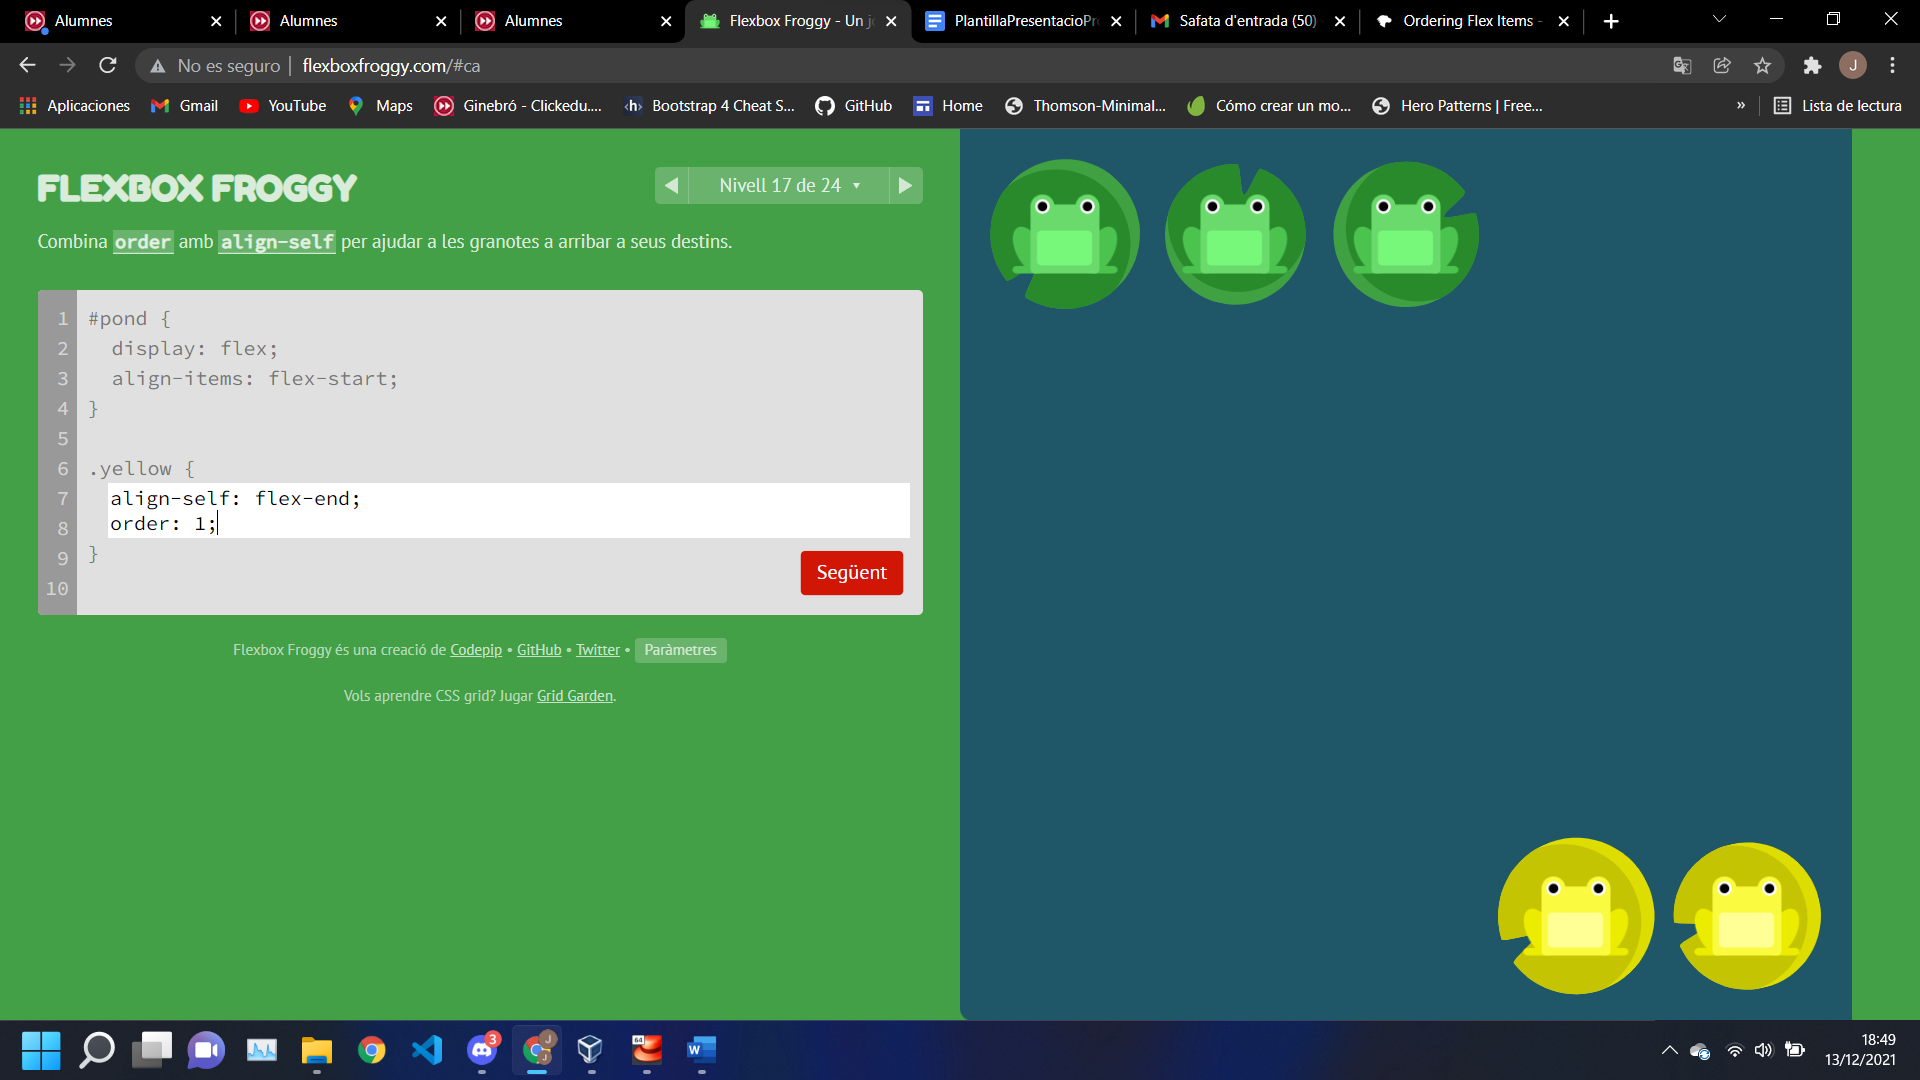 Alumnes
Alumnes
Alumnes
Flexbox Froggy - Un j
PlantillaPresentacioPr
Safata d'entrada (50)
Ordering Flex Items -
No es seguro | flexboxfroggy.com/#ca
J
Aplicaciones
Gmail
YouTube
Maps
Ginebró - Clickedu....
Bootstrap 4 Cheat S...
GitHub
Home
Thomson-Minimal...
Cómo crear un mo...
Hero Patterns | Free...
»
Lista de lectura
FLEXBOX FROGGY
Nivell 17 de 24
Combina order amb align-self per ajudar a les granotes a arribar a seus destins.
1 #pond {
2 display: flex;
3 align-items: flex-start;
4 }
5
6 .yellow {
7 align-self: flex-end;
8 order: 1;
9 }
10
Següent
Flexbox Froggy és una creació de Codepip • GitHub • Twitter • Paràmetres
Vols aprendre CSS grid? Jugar Grid Garden.
3
J
J
64
W
18:49
13/12/2021